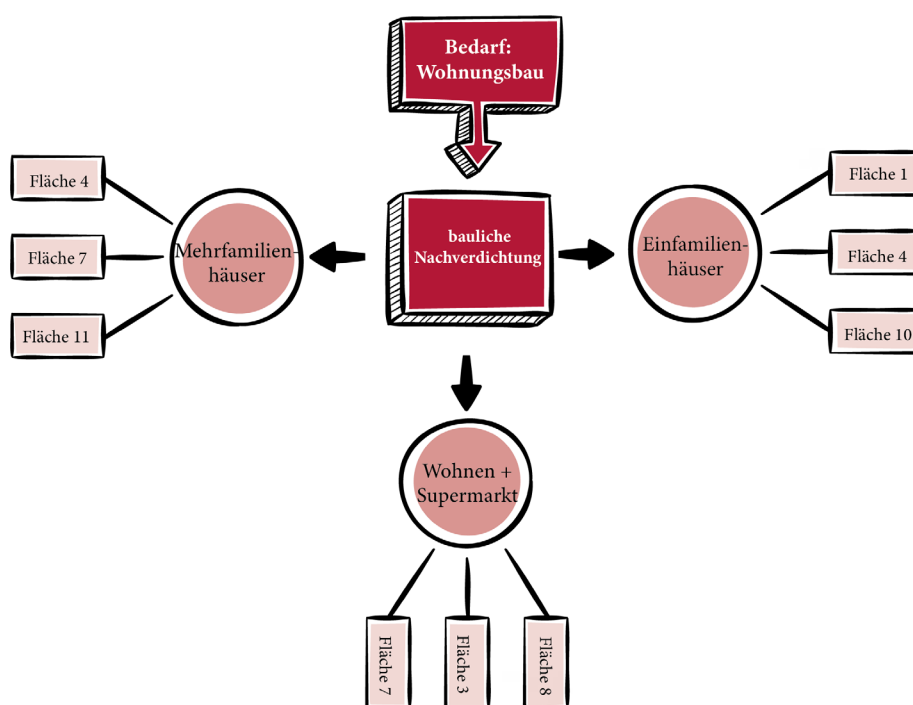 Bedarf:
Wohnungsbau
bauliche
Nachverdichtung
Mehrfamilien-
häuser
Fläche 4
Fläche 7
Fläche 11
Einfamilien-
häuser
Fläche 1
Fläche 4
Fläche 10
Wohnen +
Supermarkt
Fläche 7
Fläche 3
Fläche 8